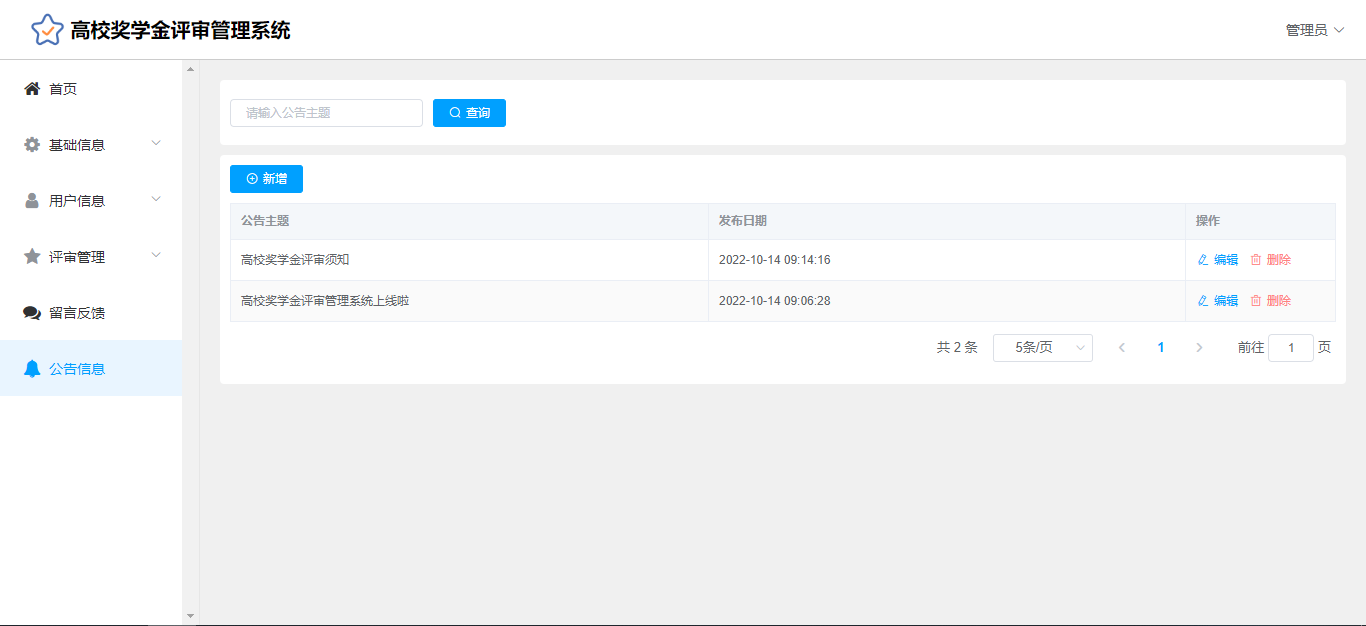 高校奖学金评审管理系统
管理员
首页
基础信息
用户信息
评审管理
留言反馈
公告信息
请输入公告主题 查询
新增
公告主题 发布日期 操作
高校奖学金评审须知 2022-10-14 09:14:16 编辑 删除
高校奖学金评审管理系统上线啦 2022-10-14 09:06:28 编辑 删除
共 2 条 5条/页 1 前往 1 页